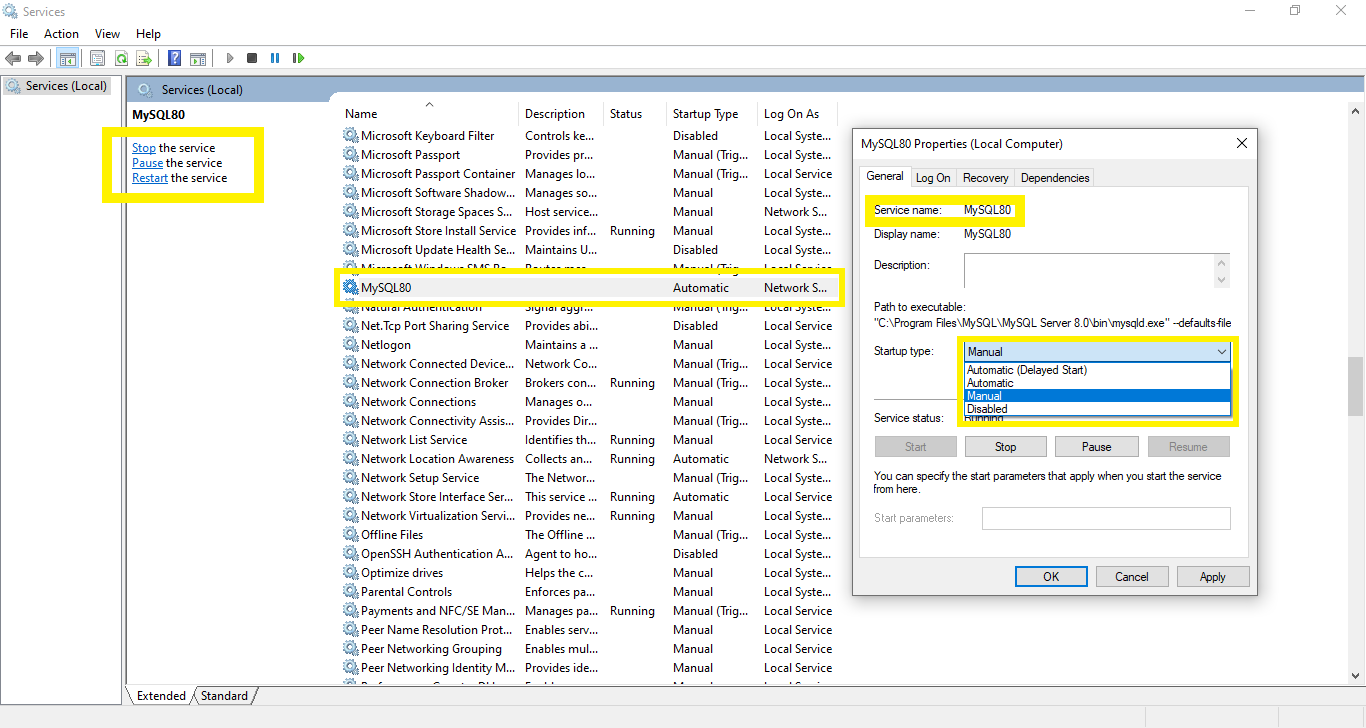 Services
File Action View Help
Services (Local)
Services (Local)
MySQL80
Stop the service
Pause the service
Restart the service
Name Description Status Startup Type Log On As
Microsoft Keyboard Filter Controls ke... Disabled Local Syste...
Microsoft Passport Provides pr... Manual (Trig... Local Syste...
Microsoft Passport Container Manages lo... Manual (Trig... Local Service
Microsoft Software Shadow... Manages so... Manual Local Syste...
Microsoft Storage Spaces S... Host service... Manual Network S...
Microsoft Store Install Service Provides inf... Running Manual Local Syste...
Microsoft Update Health Se... Maintains U... Disabled Local Syste...
MySQL80 Automatic Network S...
Natural Authentication Signal aggr... Manual (Trig... Local Syste...
Net.Tcp Port Sharing Service Provides abi... Disabled Local Service
Netlogon Maintains a ... Manual Local Syste...
Network Connected Device... Network Co... Manual (Trig... Local Service
Network Connection Broker Brokers con... Running Manual (Trig... Local Syste...
Network Connections Manages o... Manual Local Syste...
Network Connectivity Assis... Provides Dir... Manual (Trig... Local Syste...
Network List Service Identifies th... Running Manual Local Service
Network Location Awareness Collects an... Running Automatic Network S...
Network Setup Service The Networ... Manual (Trig... Local Syste...
Network Store Interface Ser... This service ... Running Automatic Local Service
Network Virtualization Servi... Provides ne... Running Manual Local Syste...
Offline Files The Offline ... Manual (Trig... Local Syste...
OpenSSH Authentication A... Agent to ho... Disabled Local Syste...
Optimize drives Helps the c... Manual Local Syste...
Parental Controls Enforces pa... Manual Local Syste...
Payments and NFC/SE Man... Manages pa... Running Manual (Trig... Local Service
Peer Name Resolution Prot... Enables serv... Manual Local Service
Peer Networking Grouping Enables mul... Manual Local Service
Peer Networking Identity M... Provides ide... Manual Local Service
Extended Standard
MySQL80 Properties (Local Computer)
General Log On Recovery Dependencies
Service name: MySQL80
Display name: MySQL80
Description:
Path to executable:
"C:\Program Files\MySQL\MySQL Server 8.0\bin\mysqld.exe" --defaults-file
Startup type: Manual
Automatic (Delayed Start)
Automatic
Manual
Disabled
Service status: Running
Start Stop Pause Resume
You can specify the start parameters that apply when you start the service
from here.
Start parameters:
OK Cancel Apply